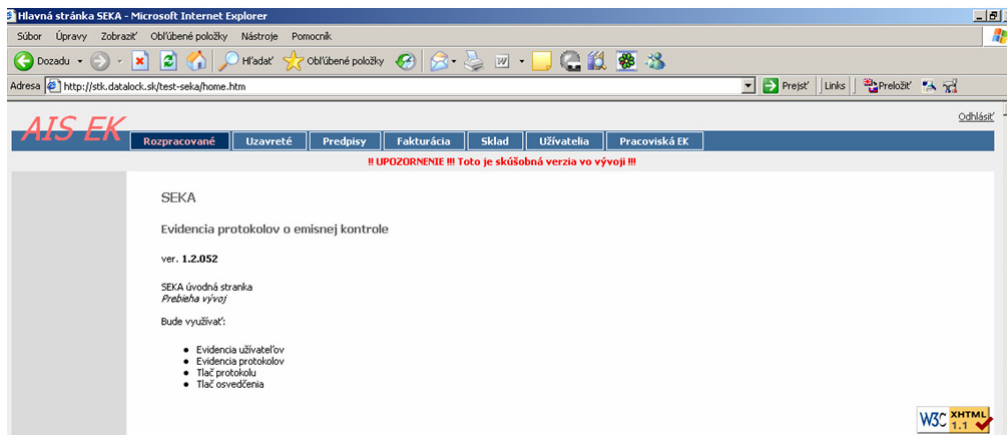 Hlavná stránka SEKA - Microsoft Internet Explorer
Súbor Úpravy Zobraziť Obľúbené položky Nástroje Pomocník
Dozadu Hľadať Obľúbené položky
Adresa http://stk.datalock.sk/test-seka/home.htm Prejsť Links Preložiť
Odhlásiť
AIS EK
Rozpracované Uzavreté Predpisy Fakturácia Sklad Užívatelia Pracoviská EK
!! UPOZORNENIE !!! Toto je skúšobná verzia vo vývoji !!!
SEKA
Evidencia protokolov o emisnej kontrole
ver. 1.2.052
SEKA úvodná stranka
Prebieha vývoj
Bude využívať:
Evidencia užívateľov
Evidencia protokolov
Tlač protokolu
Tlač osvedčenia
W3C XHTML
1.1